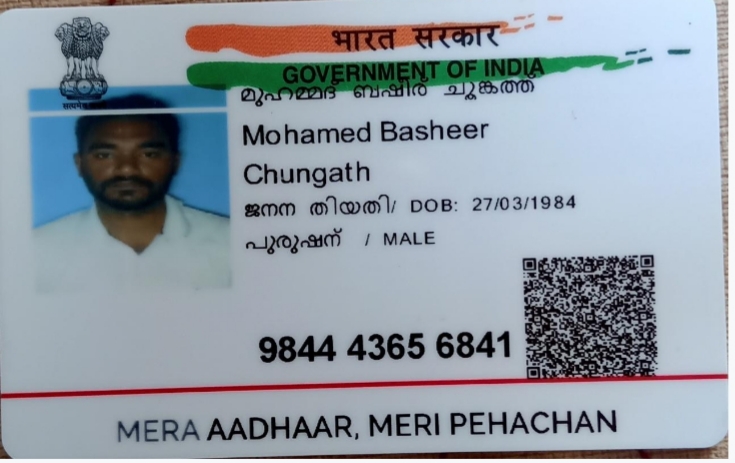 भारत सरकार
GOVERNMENT OF INDIA
മുഹമ്മദ് ബഷീർ ചുങ്കത്ത്
Mohamed Basheer
Chungath
ജനന തിയതി/ DOB: 27/03/1984
പുരുഷന് / MALE
9844 4365 6841
MERA AADHAAR, MERI PEHACHAN